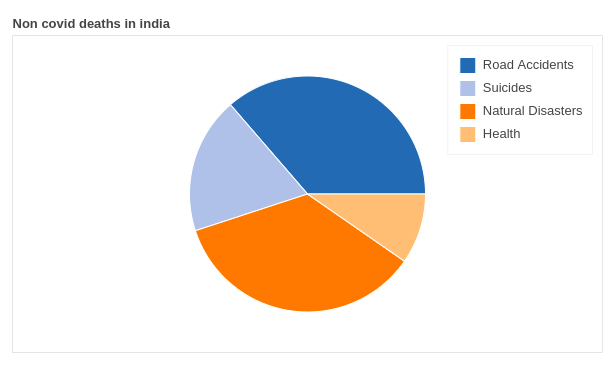 Non covid deaths in india
Road Accidents
Suicides
Natural Disasters
Health